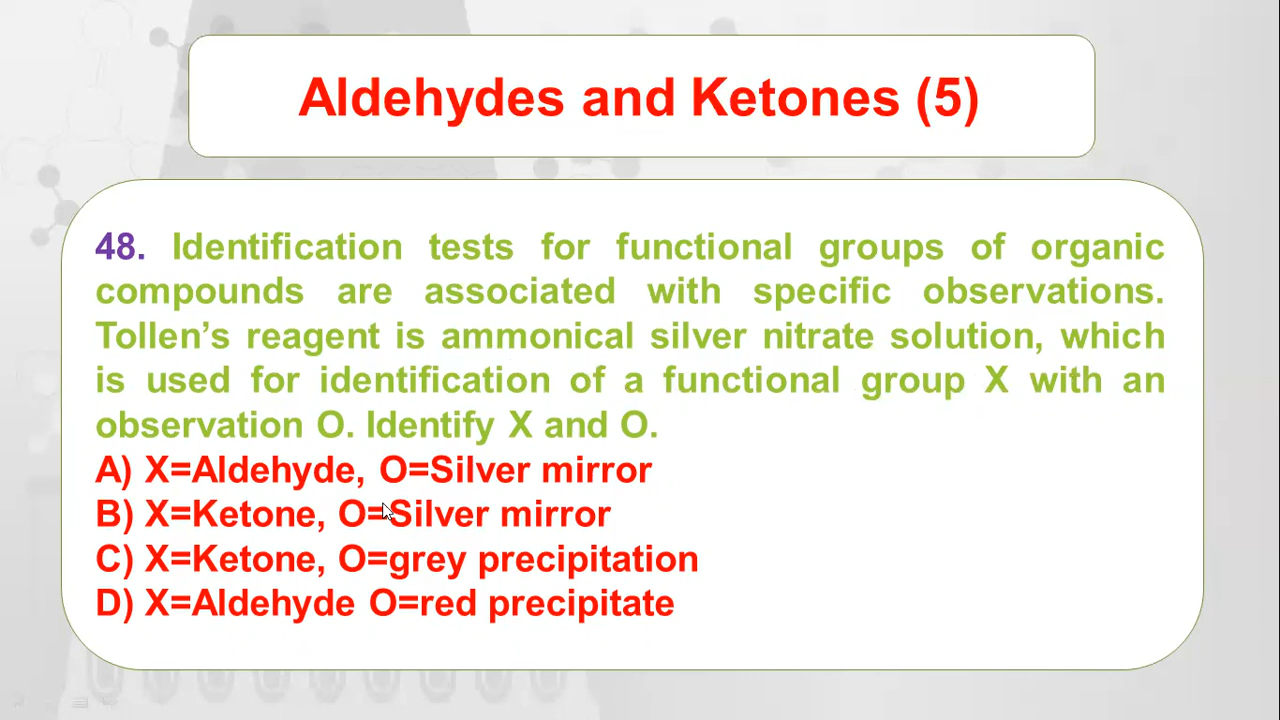 Aldehydes and Ketones (5)
48. Identification tests for functional groups of organic
compounds are associated with specific observations.
Tollen’s reagent is ammonical silver nitrate solution, which
is used for identification of a functional group X with an
observation O. Identify X and O.
A) X=Aldehyde, O=Silver mirror
B) X=Ketone, O=Silver mirror
C) X=Ketone, O=grey precipitation
D) X=Aldehyde O=red precipitate